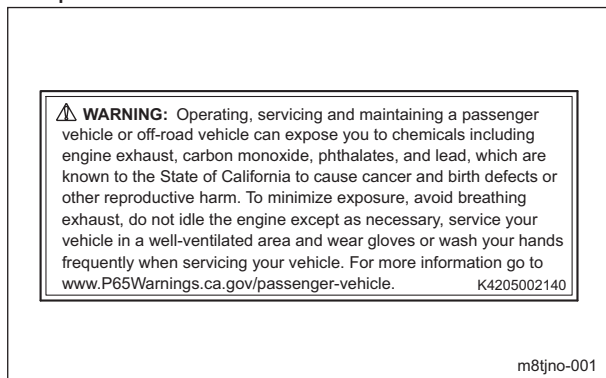 ⚠ WARNING: Operating, servicing and maintaining a passenger
vehicle or off-road vehicle can expose you to chemicals including
engine exhaust, carbon monoxide, phthalates, and lead, which are
known to the State of California to cause cancer and birth defects or
other reproductive harm. To minimize exposure, avoid breathing
exhaust, do not idle the engine except as necessary, service your
vehicle in a well-ventilated area and wear gloves or wash your hands
frequently when servicing your vehicle. For more information go to
www.P65Warnings.ca.gov/passenger-vehicle. K4205002140
m8tjno-001